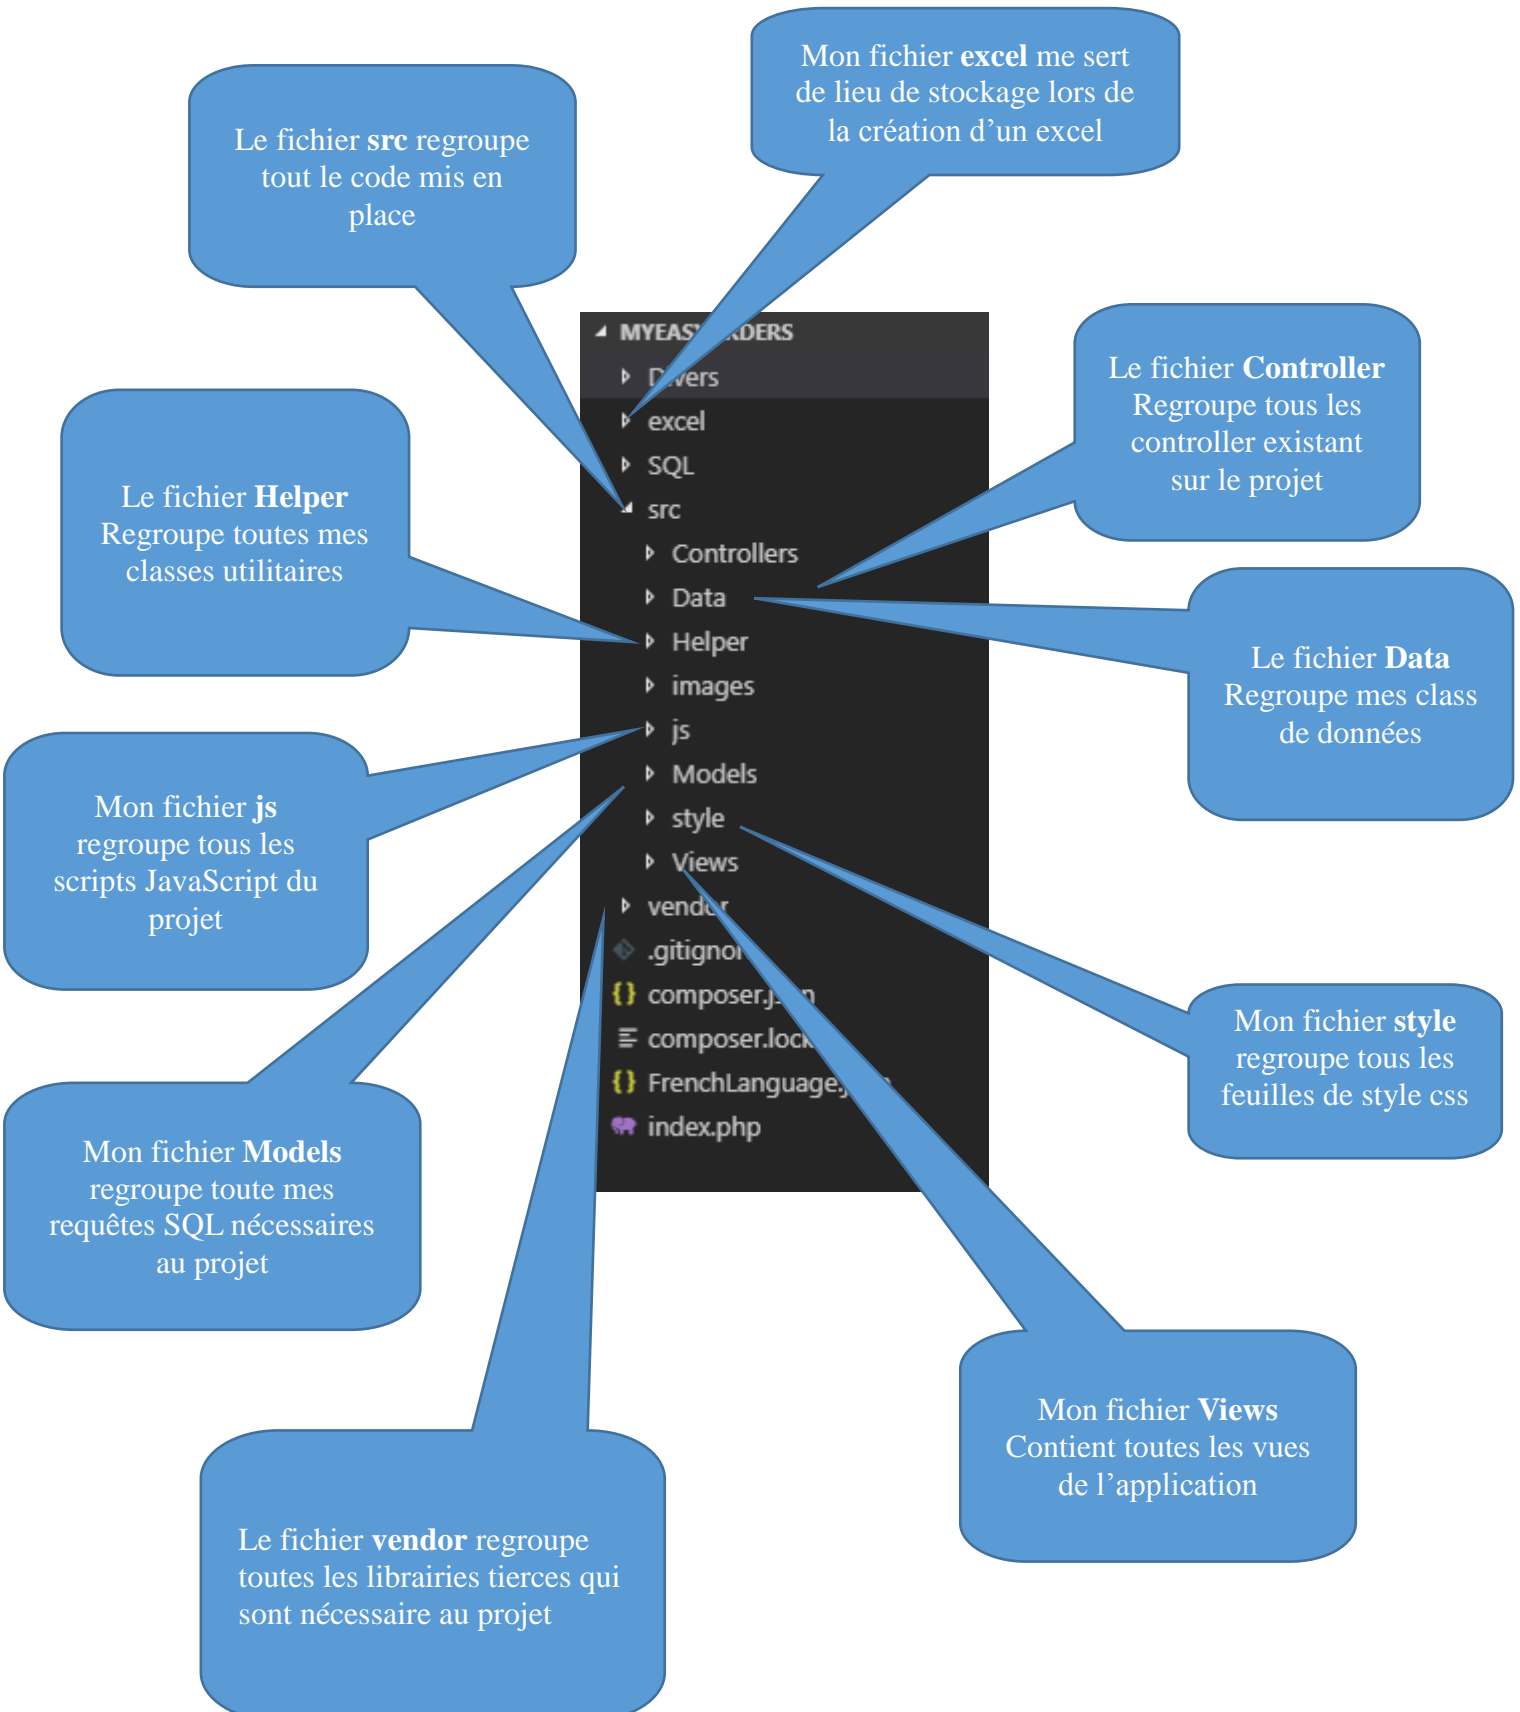 Mon fichier excel me sert
de lieu de stockage lors de
la création d’un excel
Le fichier src regroupe
tout le code mis en
place
Le fichier Controller
Regroupe tous les
controller existant
sur le projet
Le fichier Helper
Regroupe toutes mes
classes utilitaires
Le fichier Data
Regroupe mes class
de données
Mon fichier js
regroupe tous les
scripts JavaScript du
projet
Mon fichier style
regroupe tous les
feuilles de style css
Mon fichier Models
regroupe toute mes
requêtes SQL nécessaires
au projet
Mon fichier Views
Contient toutes les vues
de l’application
Le fichier vendor regroupe
toutes les librairies tierces qui
sont nécessaire au projet
Divers
excel
SQL
src
Controllers
Data
Helper
images
js
Models
style
Views
vendor
composer.lock
index.php